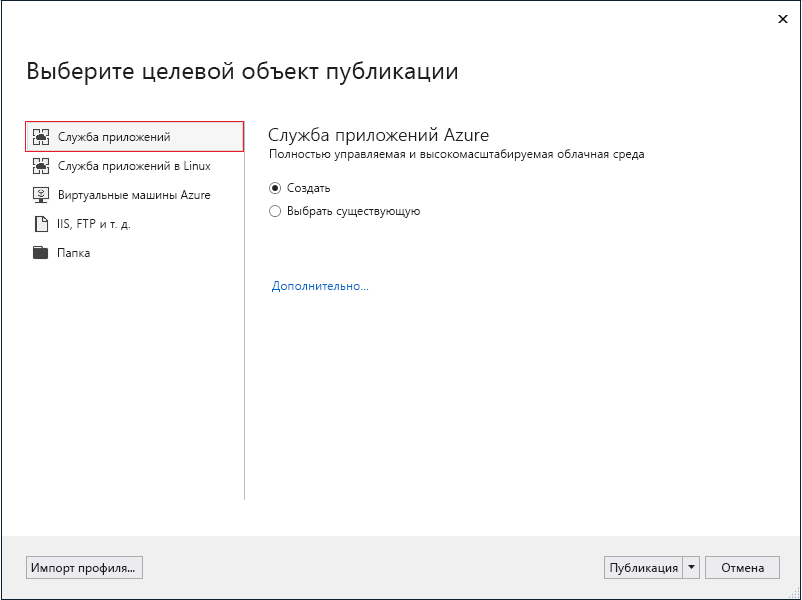 Выберите целевой объект публикации
Служба приложений
Служба приложений в Linux
Виртуальные машины Azure
IIS, FTP и т. д.
Папка
Служба приложений Azure
Полностью управляемая и высокомасштабируемая облачная среда
Создать
Выбрать существующую
Дополнительно...
Импорт профиля...
Публикация
Отмена